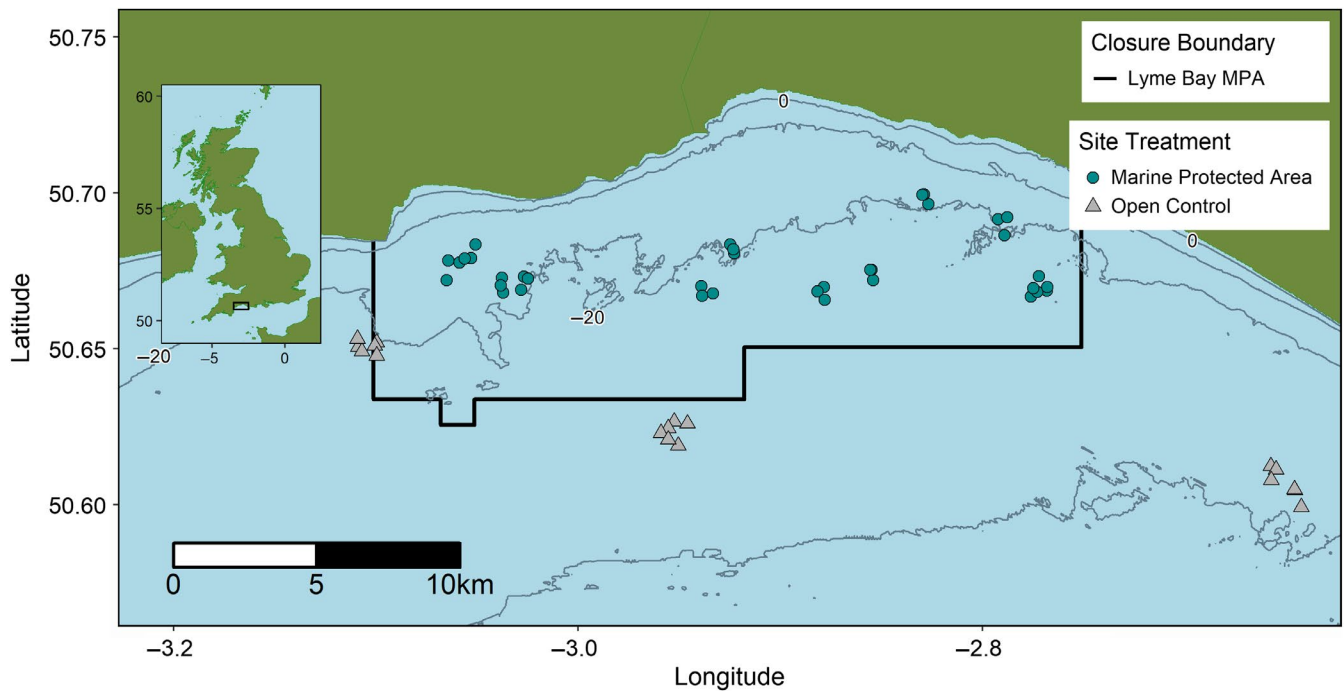 50.75
50.70
50.65
50.60
Latitude
60
55
50
−20
−5
0
0
−20
0
Closure Boundary
Lyme Bay MPA
Site Treatment
Marine Protected Area
Open Control
0
5
10km
−3.2
−3.0
−2.8
Longitude